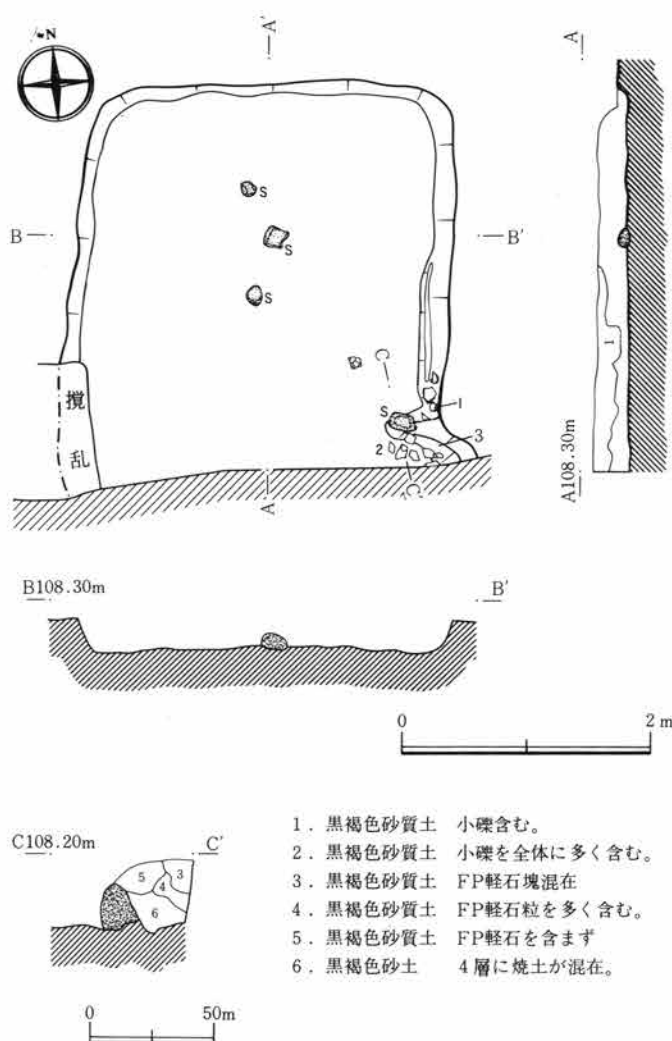 N
A'
A
S
B
B'
S
S
1
C
S
1
3
2
C'
撹乱
A
A108.30m
B108.30m
B'
0
2 m
C108.20m
C'
5
3
4
6
0
50m
1．黒褐色砂質土　小礫含む。
2．黒褐色砂質土　小礫を全体に多く含む。
3．黒褐色砂質土　FP軽石塊混在
4．黒褐色砂質土　FP軽石粒を多く含む。
5．黒褐色砂質土　FP軽石を含まず
6．黒褐色砂土　4層に焼土が混在。